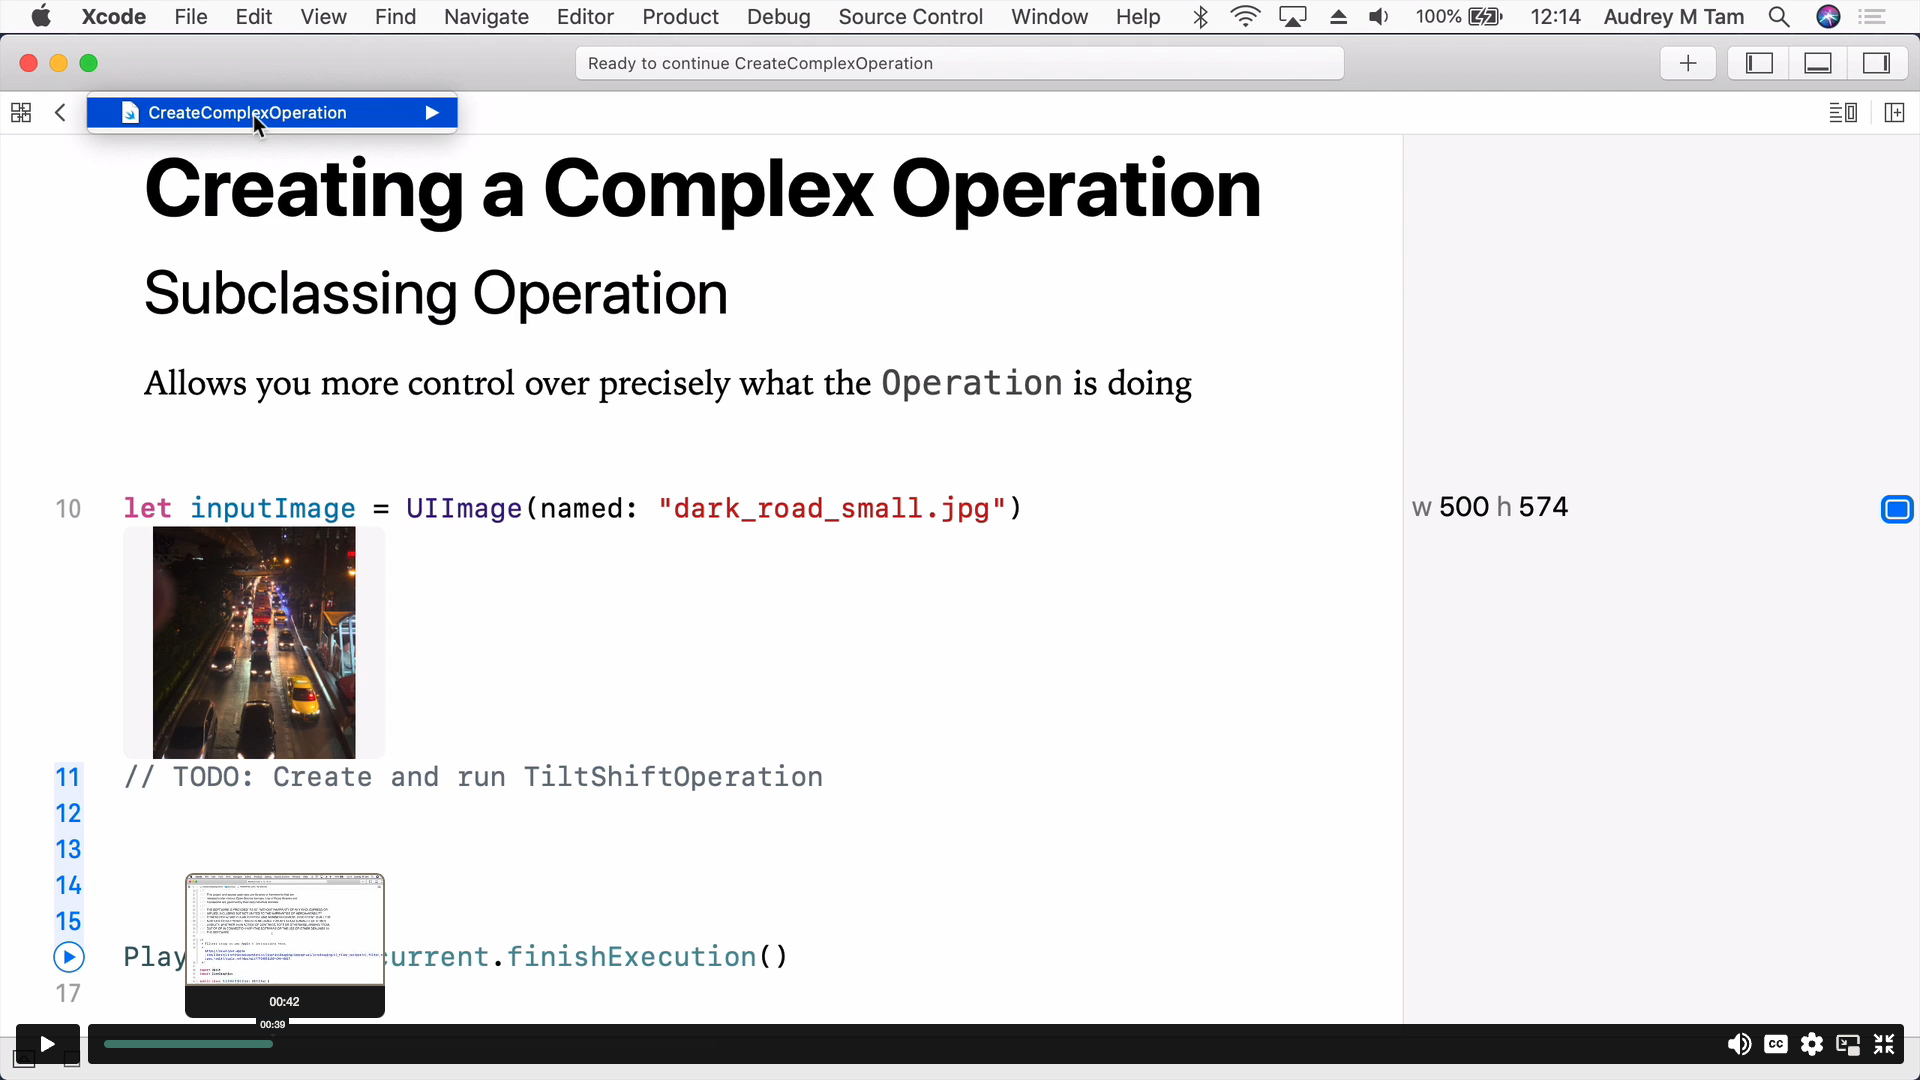 Xcode File Edit View Find Navigate Editor Product Debug Source Control Window Help 100% 12:14 Audrey M Tam
Ready to continue CreateComplexOperation
CreateComplexOperation
Creating a Complex Operation
Subclassing Operation
Allows you more control over precisely what the Operation is doing
10 let inputImage = UIImage(named: "dark_road_small.jpg") w 500 h 574
11 // TODO: Create and run TiltShiftOperation
12
13
14
15
Play urrent.finishExecution()
17
00:42
00:39
CC